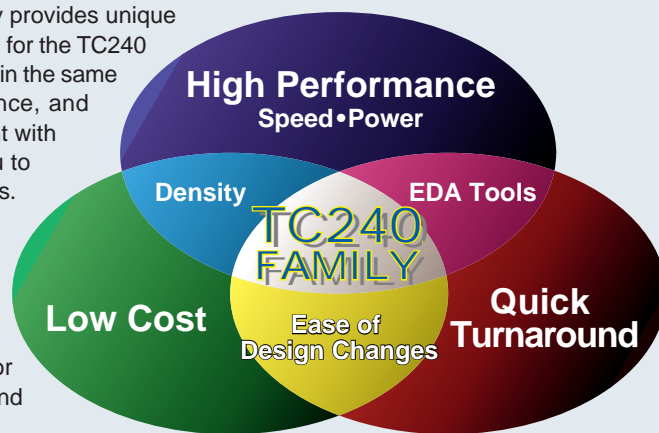 y provides unique
for the TC240
in the same
nce, and
t with
u to
s.
or
nd
High Performance
Speed•Power
Density
EDA Tools
TC240
FAMILY
Low Cost
Ease of
Design Changes
Quick
Turnaround